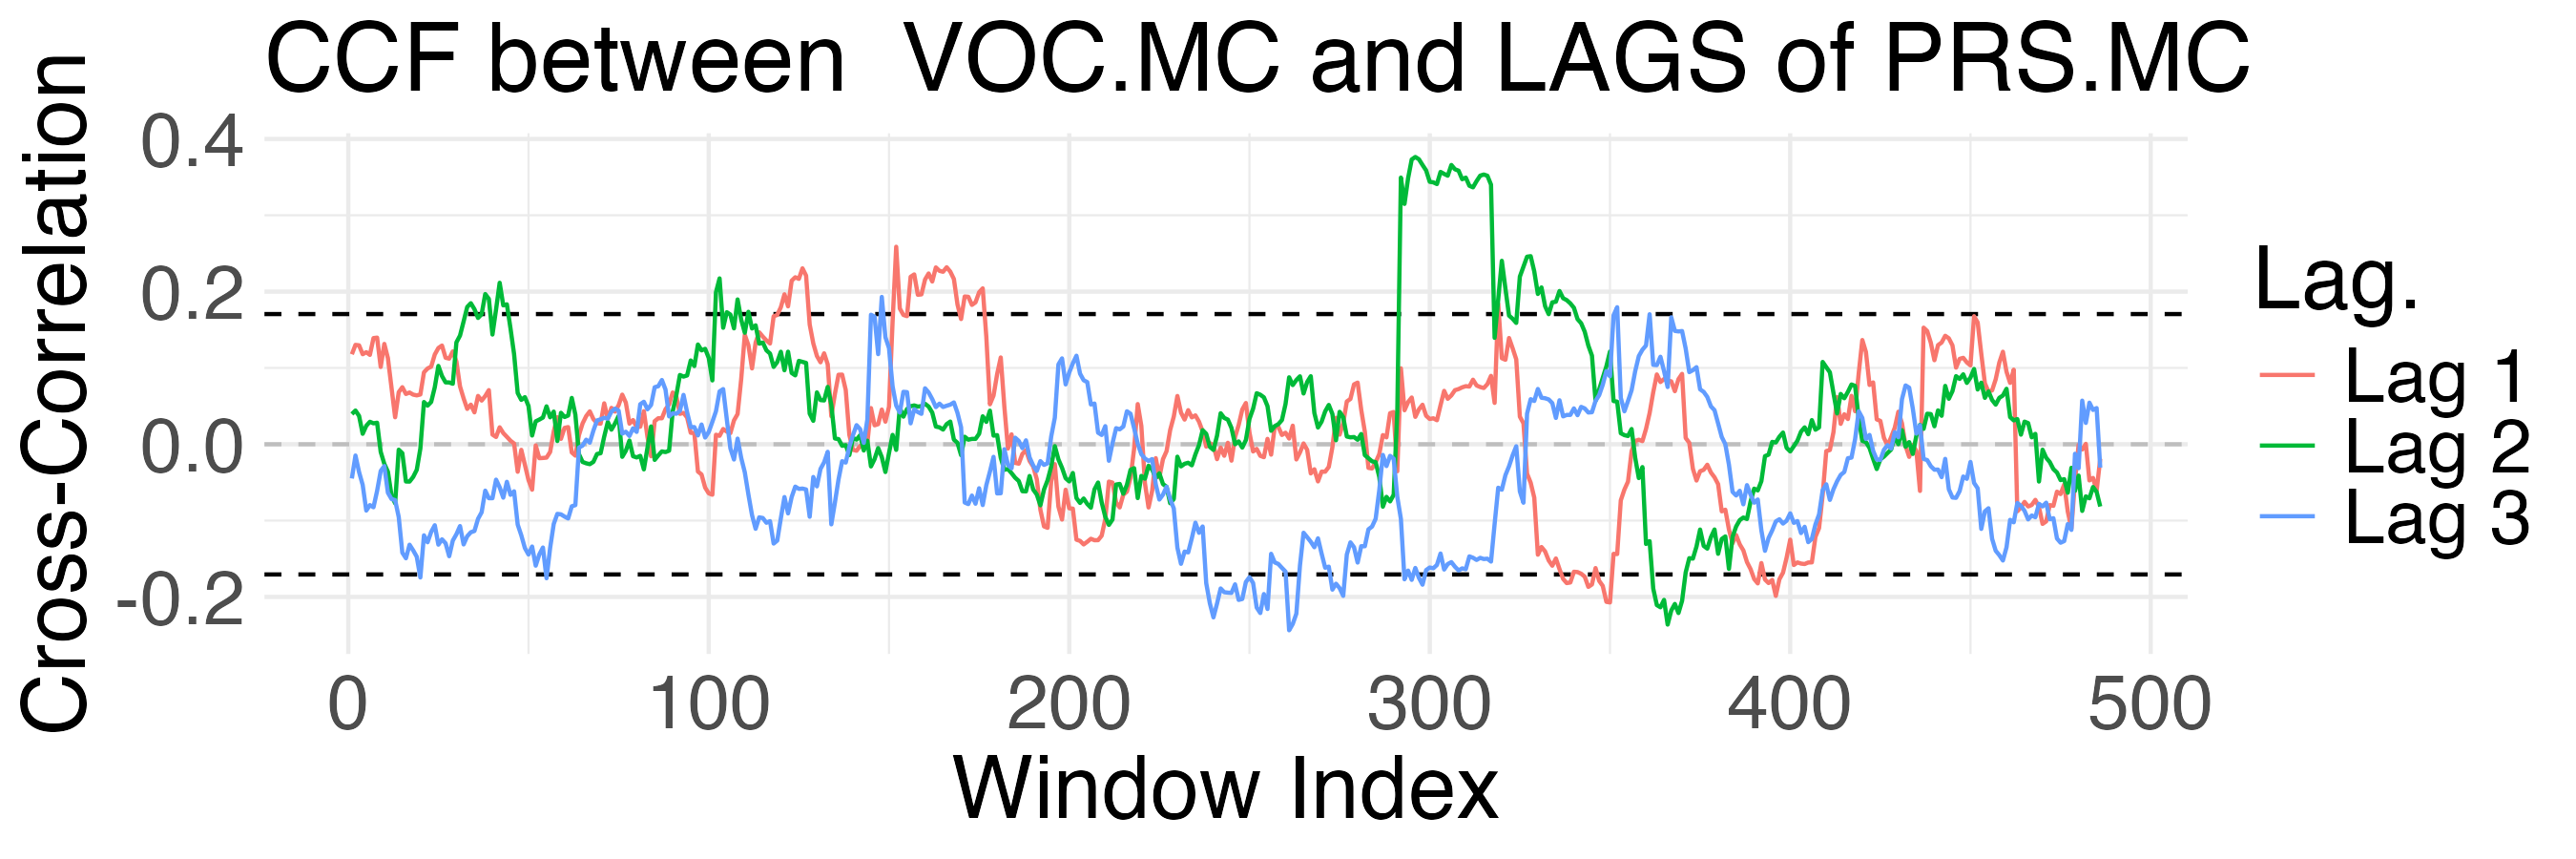 CCF between  VOC.MC and LAGS of PRS.MC
Cross-Correlation
0.4
0.2
0.0
-0.2
0 100 200 300 400 500
Window Index
Lag.
Lag 1
Lag 2
Lag 3